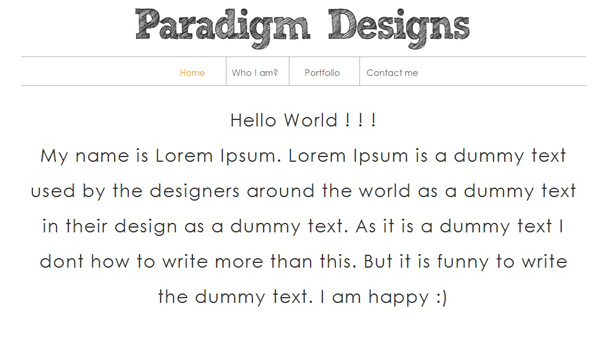 Paradigm Designs
Home Who I am? Portfolio Contact me
Hello World ! ! !
My name is Lorem Ipsum. Lorem Ipsum is a dummy text
used by the designers around the world as a dummy text
in their design as a dummy text. As it is a dummy text I
dont how to write more than this. But it is funny to write
the dummy text. I am happy :)